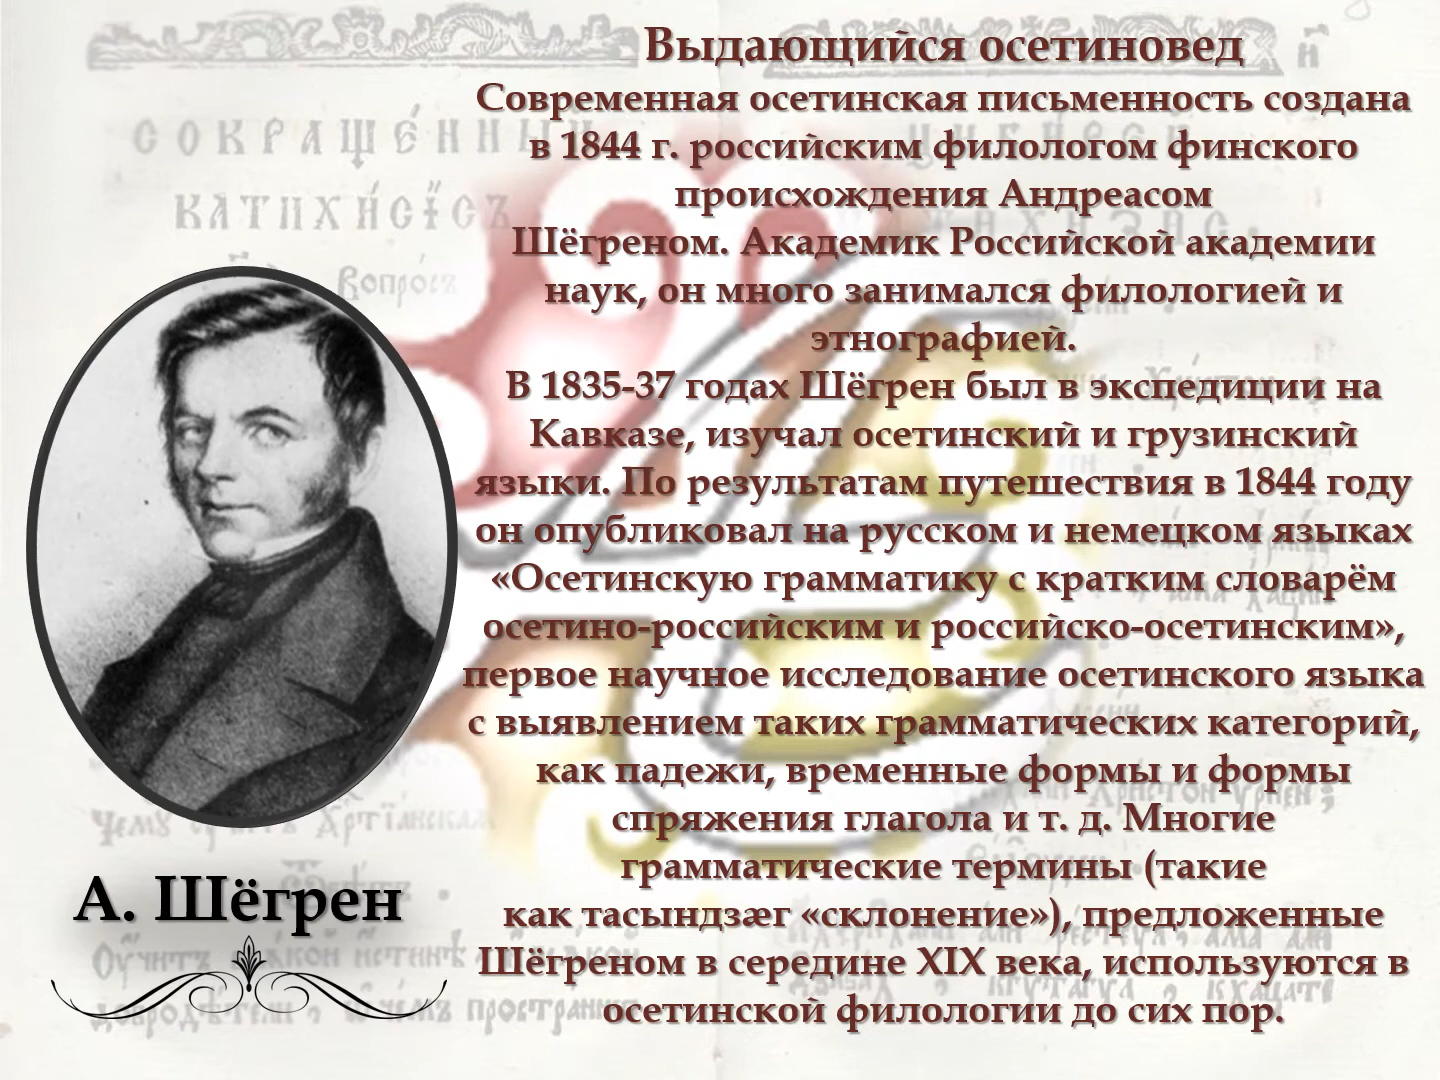 Выдающийся осетиновед
Современная осетинская письменность создана
в 1844 г. российским филологом финского
происхождения Андреасом
Шёгреном. Академик Российской академии
наук, он много занимался филологией и
этнографией.
В 1835-37 годах Шёгрен был в экспедиции на
Кавказе, изучал осетинский и грузинский
языки. По результатам путешествия в 1844 году
он опубликовал на русском и немецком языках
«Осетинскую грамматику с кратким словарём
осетино-российским и российско-осетинским»,
первое научное исследование осетинского языка
с выявлением таких грамматических категорий,
как падежи, временные формы и формы
спряжения глагола и т. д. Многие
грамматические термины (такие
как тасындзӕг «склонение»), предложенные
Шёгреном в середине XIX века, используются в
осетинской филологии до сих пор.
А. Шёгрен